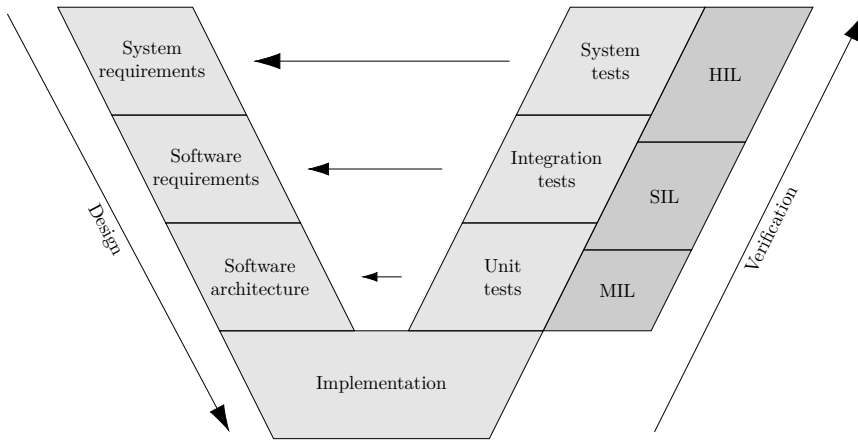 System
requirements
System
tests
HIL
Software
requirements
Integration
tests
SIL
Design
Verification
Software
architecture
Unit
tests
MIL
Implementation